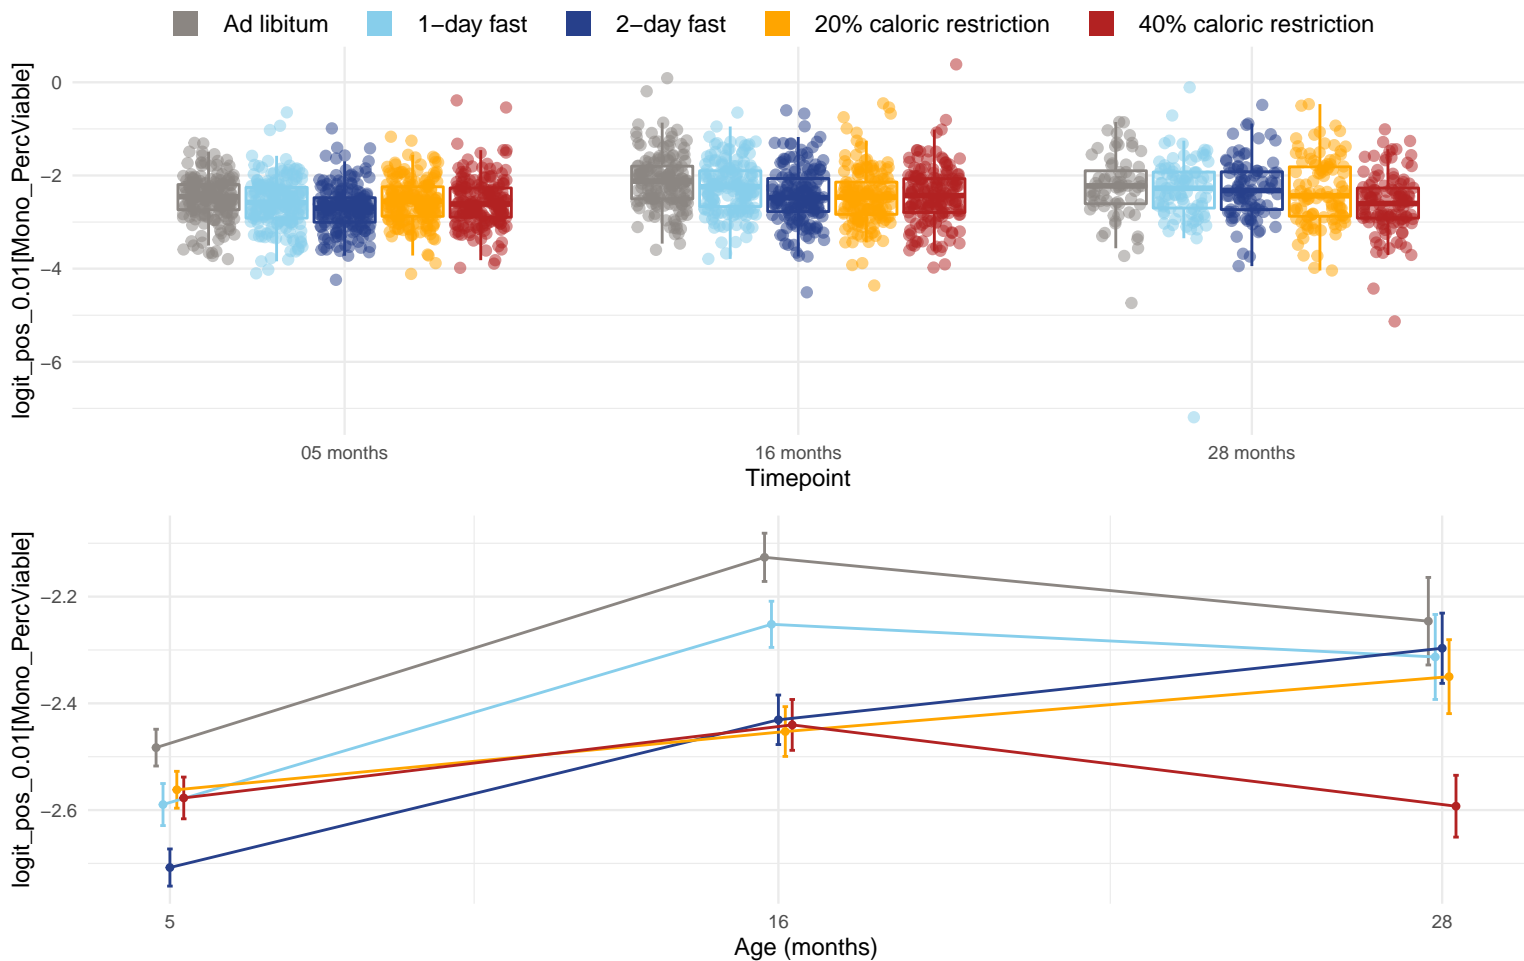 Ad libitum 1−day fast 2−day fast 20% caloric restriction 40% caloric restriction
logit_pos_0.01[Mono_PercViable]
0
−2
−4
−6
05 months 16 months 28 months
Timepoint
logit_pos_0.01[Mono_PercViable]
−2.2
−2.4
−2.6
5 16 28
Age (months)